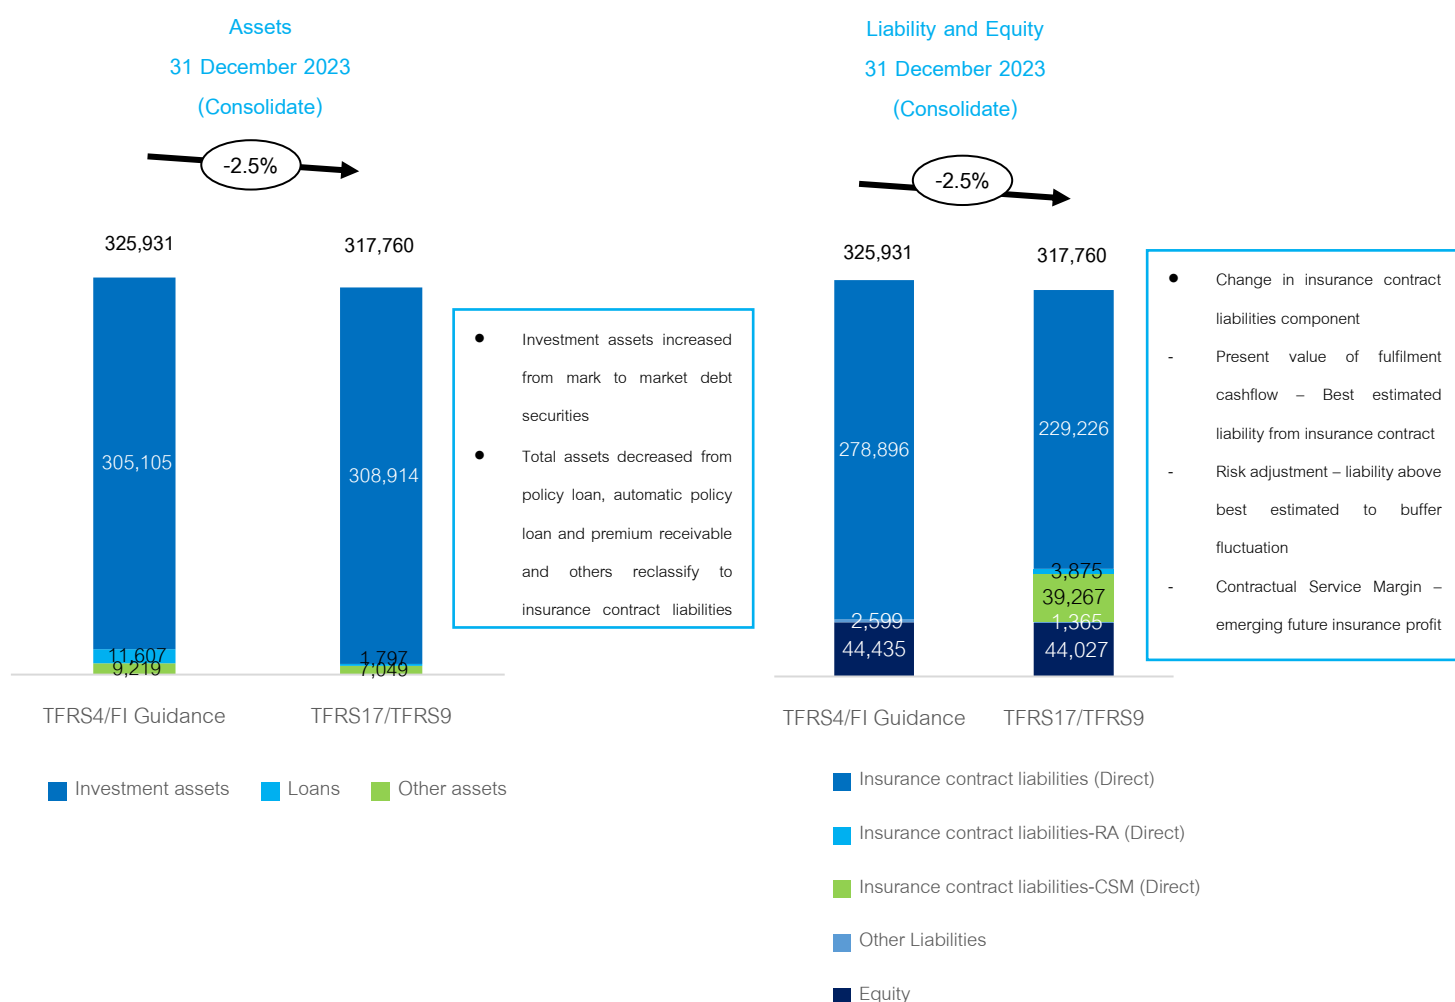 Assets
31 December 2023
(Consolidate)
-2.5%
325,931
317,760
305,105
308,914
11,607
1,797
9,219
7,049
TFRS4/FI Guidance
TFRS17/TFRS9
Investment assets
Loans
Other assets
● Investment assets increased
from mark to market debt
securities
● Total assets decreased from
policy loan, automatic policy
loan and premium receivable
and others reclassify to
insurance contract liabilities
Liability and Equity
31 December 2023
(Consolidate)
-2.5%
325,931
317,760
278,896
229,226
3,875
39,267
2,599
1,365
44,435
44,027
TFRS4/FI Guidance
TFRS17/TFRS9
Insurance contract liabilities (Direct)
Insurance contract liabilities-RA (Direct)
Insurance contract liabilities-CSM (Direct)
Other Liabilities
Equity
● Change in insurance contract
liabilities component
- Present value of fulfilment
cashflow – Best estimated
liability from insurance contract
- Risk adjustment – liability above
best estimated to buffer
fluctuation
- Contractual Service Margin –
emerging future insurance profit